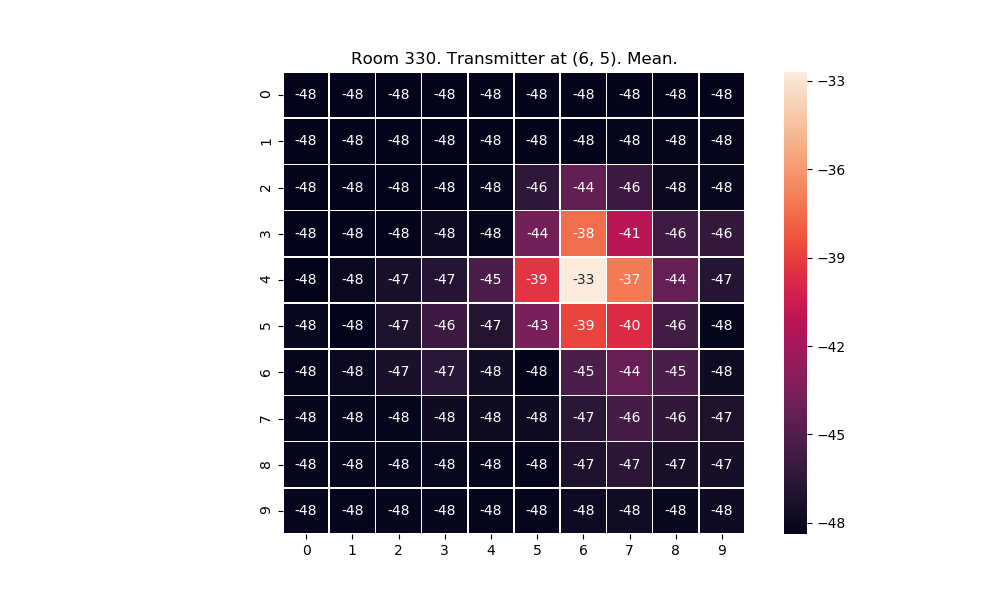 Room 330. Transmitter at (6, 5). Mean.
0 -48 -48 -48 -48 -48 -48 -48 -48 -48 -48
1 -48 -48 -48 -48 -48 -48 -48 -48 -48 -48
2 -48 -48 -48 -48 -48 -46 -44 -46 -48 -48
3 -48 -48 -48 -48 -48 -44 -38 -41 -46 -46
4 -48 -48 -47 -47 -45 -39 -33 -37 -44 -47
5 -48 -48 -47 -46 -47 -43 -39 -40 -46 -48
6 -48 -48 -47 -47 -48 -48 -45 -44 -45 -48
7 -48 -48 -48 -48 -48 -48 -47 -46 -46 -47
8 -48 -48 -48 -48 -48 -48 -47 -47 -47 -47
9 -48 -48 -48 -48 -48 -48 -48 -48 -48 -48
0 1 2 3 4 5 6 7 8 9
−33
−36
−39
−42
−45
−48